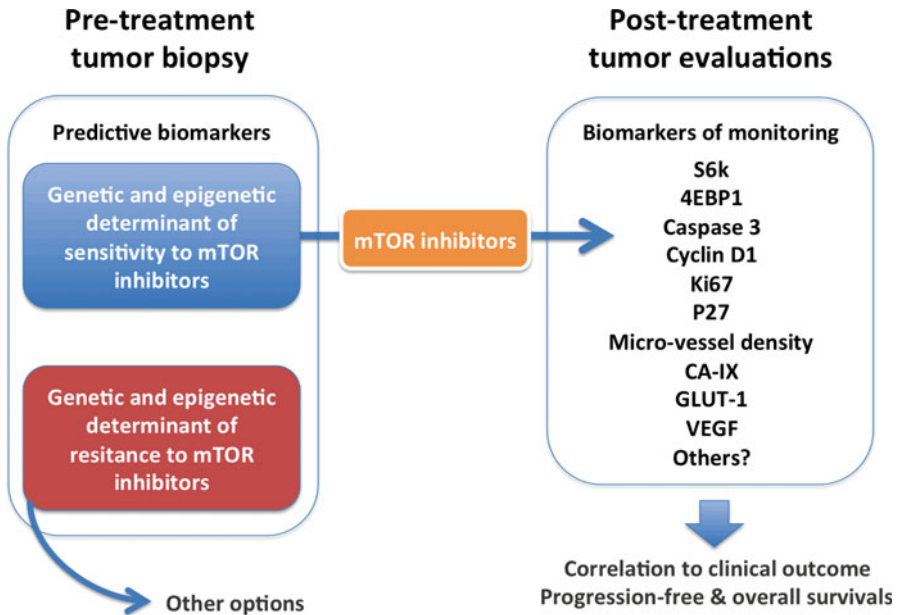 Pre-treatment
tumor biopsy
Predictive biomarkers
Genetic and epigenetic
determinant of
sensitivity to mTOR
inhibitors
Genetic and epigenetic
determinant of
resitance to mTOR
inhibitors
Other options
mTOR inhibitors
Post-treatment
tumor evaluations
Biomarkers of monitoring
S6k
4EBP1
Caspase 3
Cyclin D1
Ki67
P27
Micro-vessel density
CA-IX
GLUT-1
VEGF
Others?
Correlation to clinical outcome
Progression-free & overall survivals